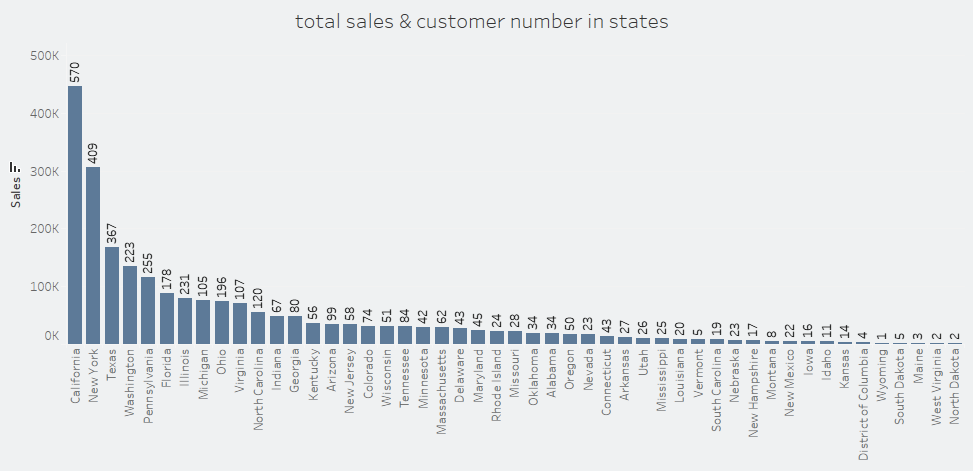 total sales & customer number in states
500K
400K
300K
200K
100K
0K
Sales
570
409
367
223
255
178
231
105
196
107
120
67
80
56
99
58
74
51
84
42
62
43
45
24
28
34
34
50
23
43
27
26
25
20
5
19
23
17
8
22
16
11
14
4
1
5
3
2
2
California
New York
Texas
Washington
Pennsylvania
Florida
Illinois
Michigan
Ohio
Virginia
North Carolina
Indiana
Georgia
Kentucky
Arizona
New Jersey
Colorado
Wisconsin
Tennessee
Minnesota
Massachusetts
Delaware
Maryland
Rhode Island
Missouri
Oklahoma
Alabama
Oregon
Nevada
Connecticut
Arkansas
Utah
Mississippi
Louisiana
Vermont
South Carolina
Nebraska
New Hampshire
Montana
New Mexico
Iowa
Idaho
Kansas
District of Columbia
Wyoming
South Dakota
Maine
West Virginia
North Dakota